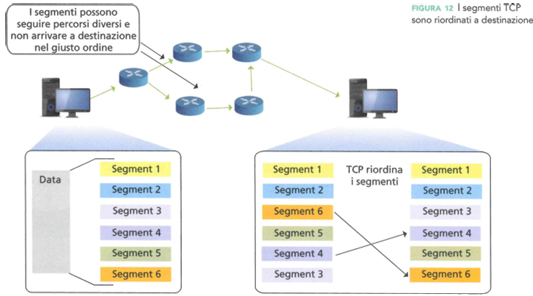 I segmenti possono
seguire percorsi diversi e
non arrivare a destinazione
nel giusto ordine
FIGURA 12 I segmenti TCP
sono riordinati a destinazione
Data
Segment 1
Segment 2
Segment 3
Segment 4
Segment 5
Segment 6
Segment 1
Segment 2
Segment 6
Segment 5
Segment 4
Segment 3
TCP riordina
i segmenti
Segment 1
Segment 2
Segment 3
Segment 4
Segment 5
Segment 6